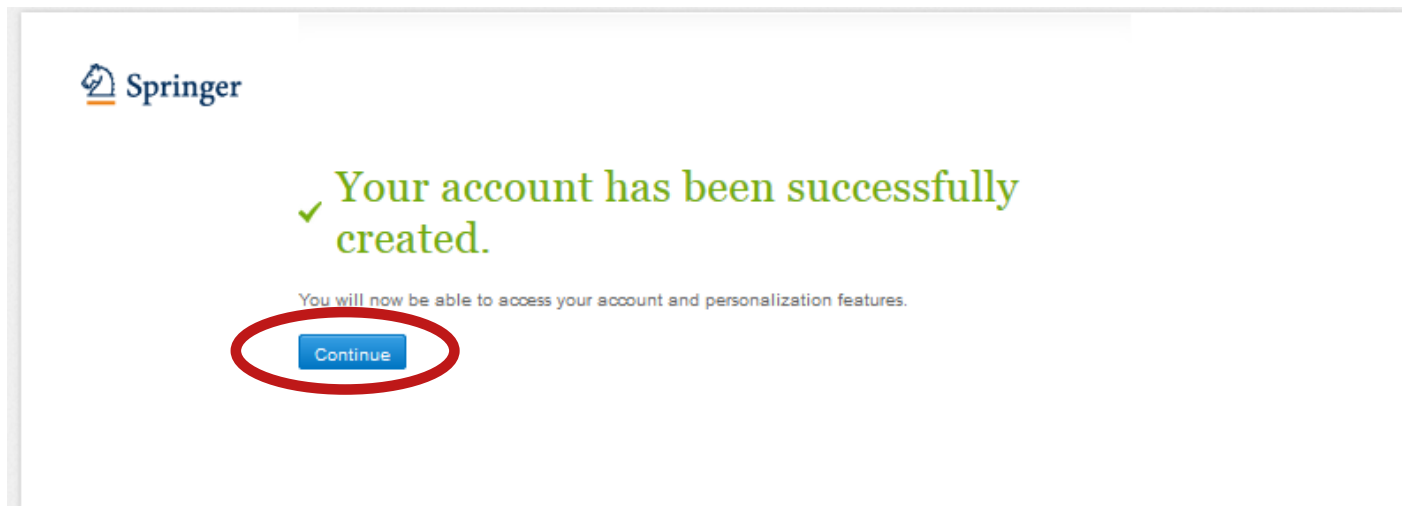 Springer
Your account has been successfully
created.
You will now be able to access your account and personalization features.
Continue